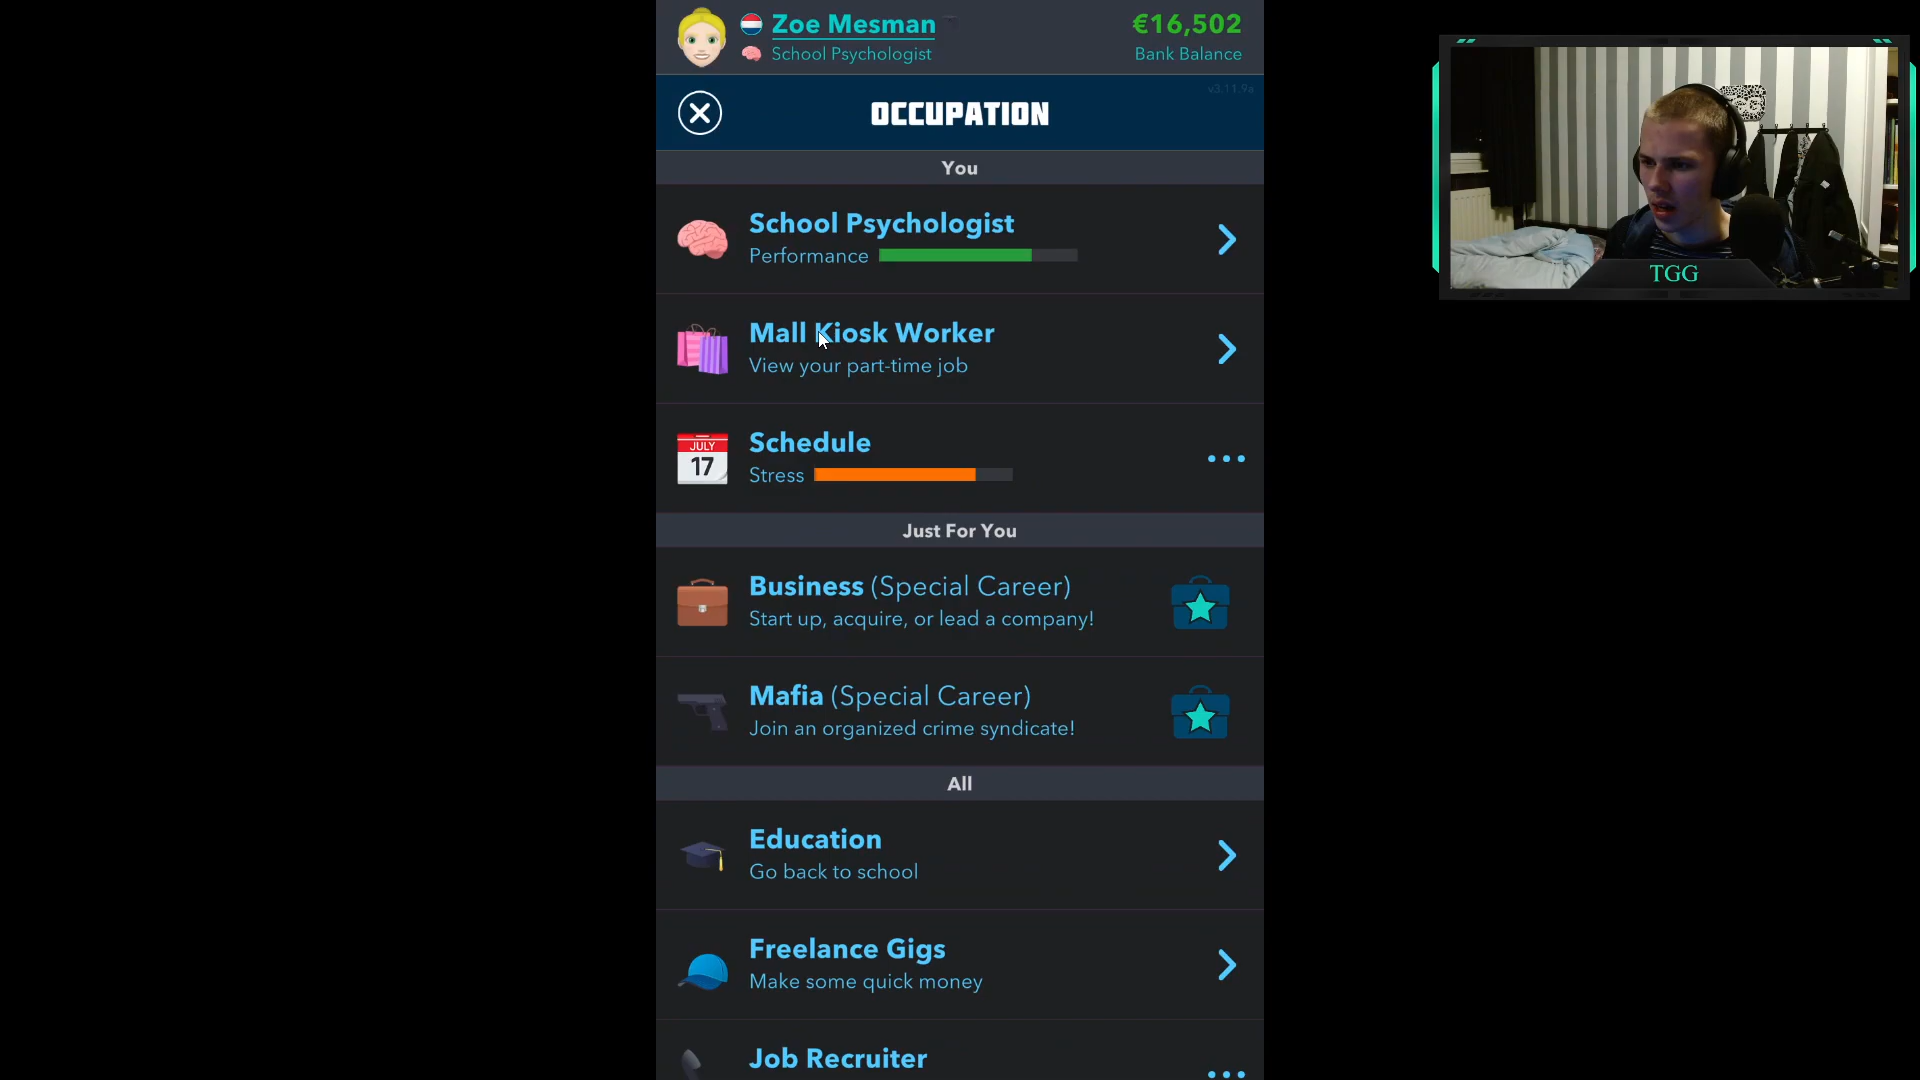 Zoe Mesman
€16,502
School Psychologist
Bank Balance
v3.11.9a
OCCUPATION
You
School Psychologist
Performance
Mall Kiosk Worker
View your part-time job
JULY
17
Schedule
Stress
Just For You
Business (Special Career)
Start up, acquire, or lead a company!
Mafia (Special Career)
Join an organized crime syndicate!
All
Education
Go back to school
Freelance Gigs
Make some quick money
Job Recruiter
TGG